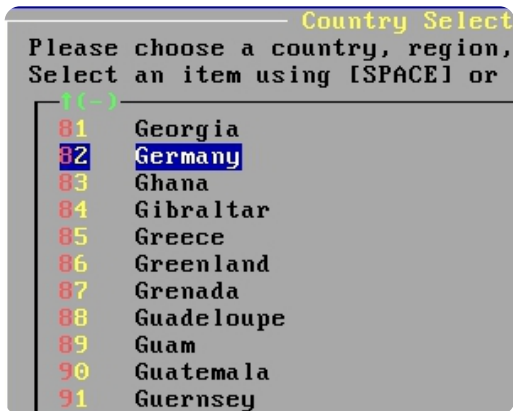 Country Select
Please choose a country, region,
Select an item using [SPACE] or
↑(-)
81 Georgia
82 Germany
83 Ghana
84 Gibraltar
85 Greece
86 Greenland
87 Grenada
88 Guadeloupe
89 Guam
90 Guatemala
91 Guernsey